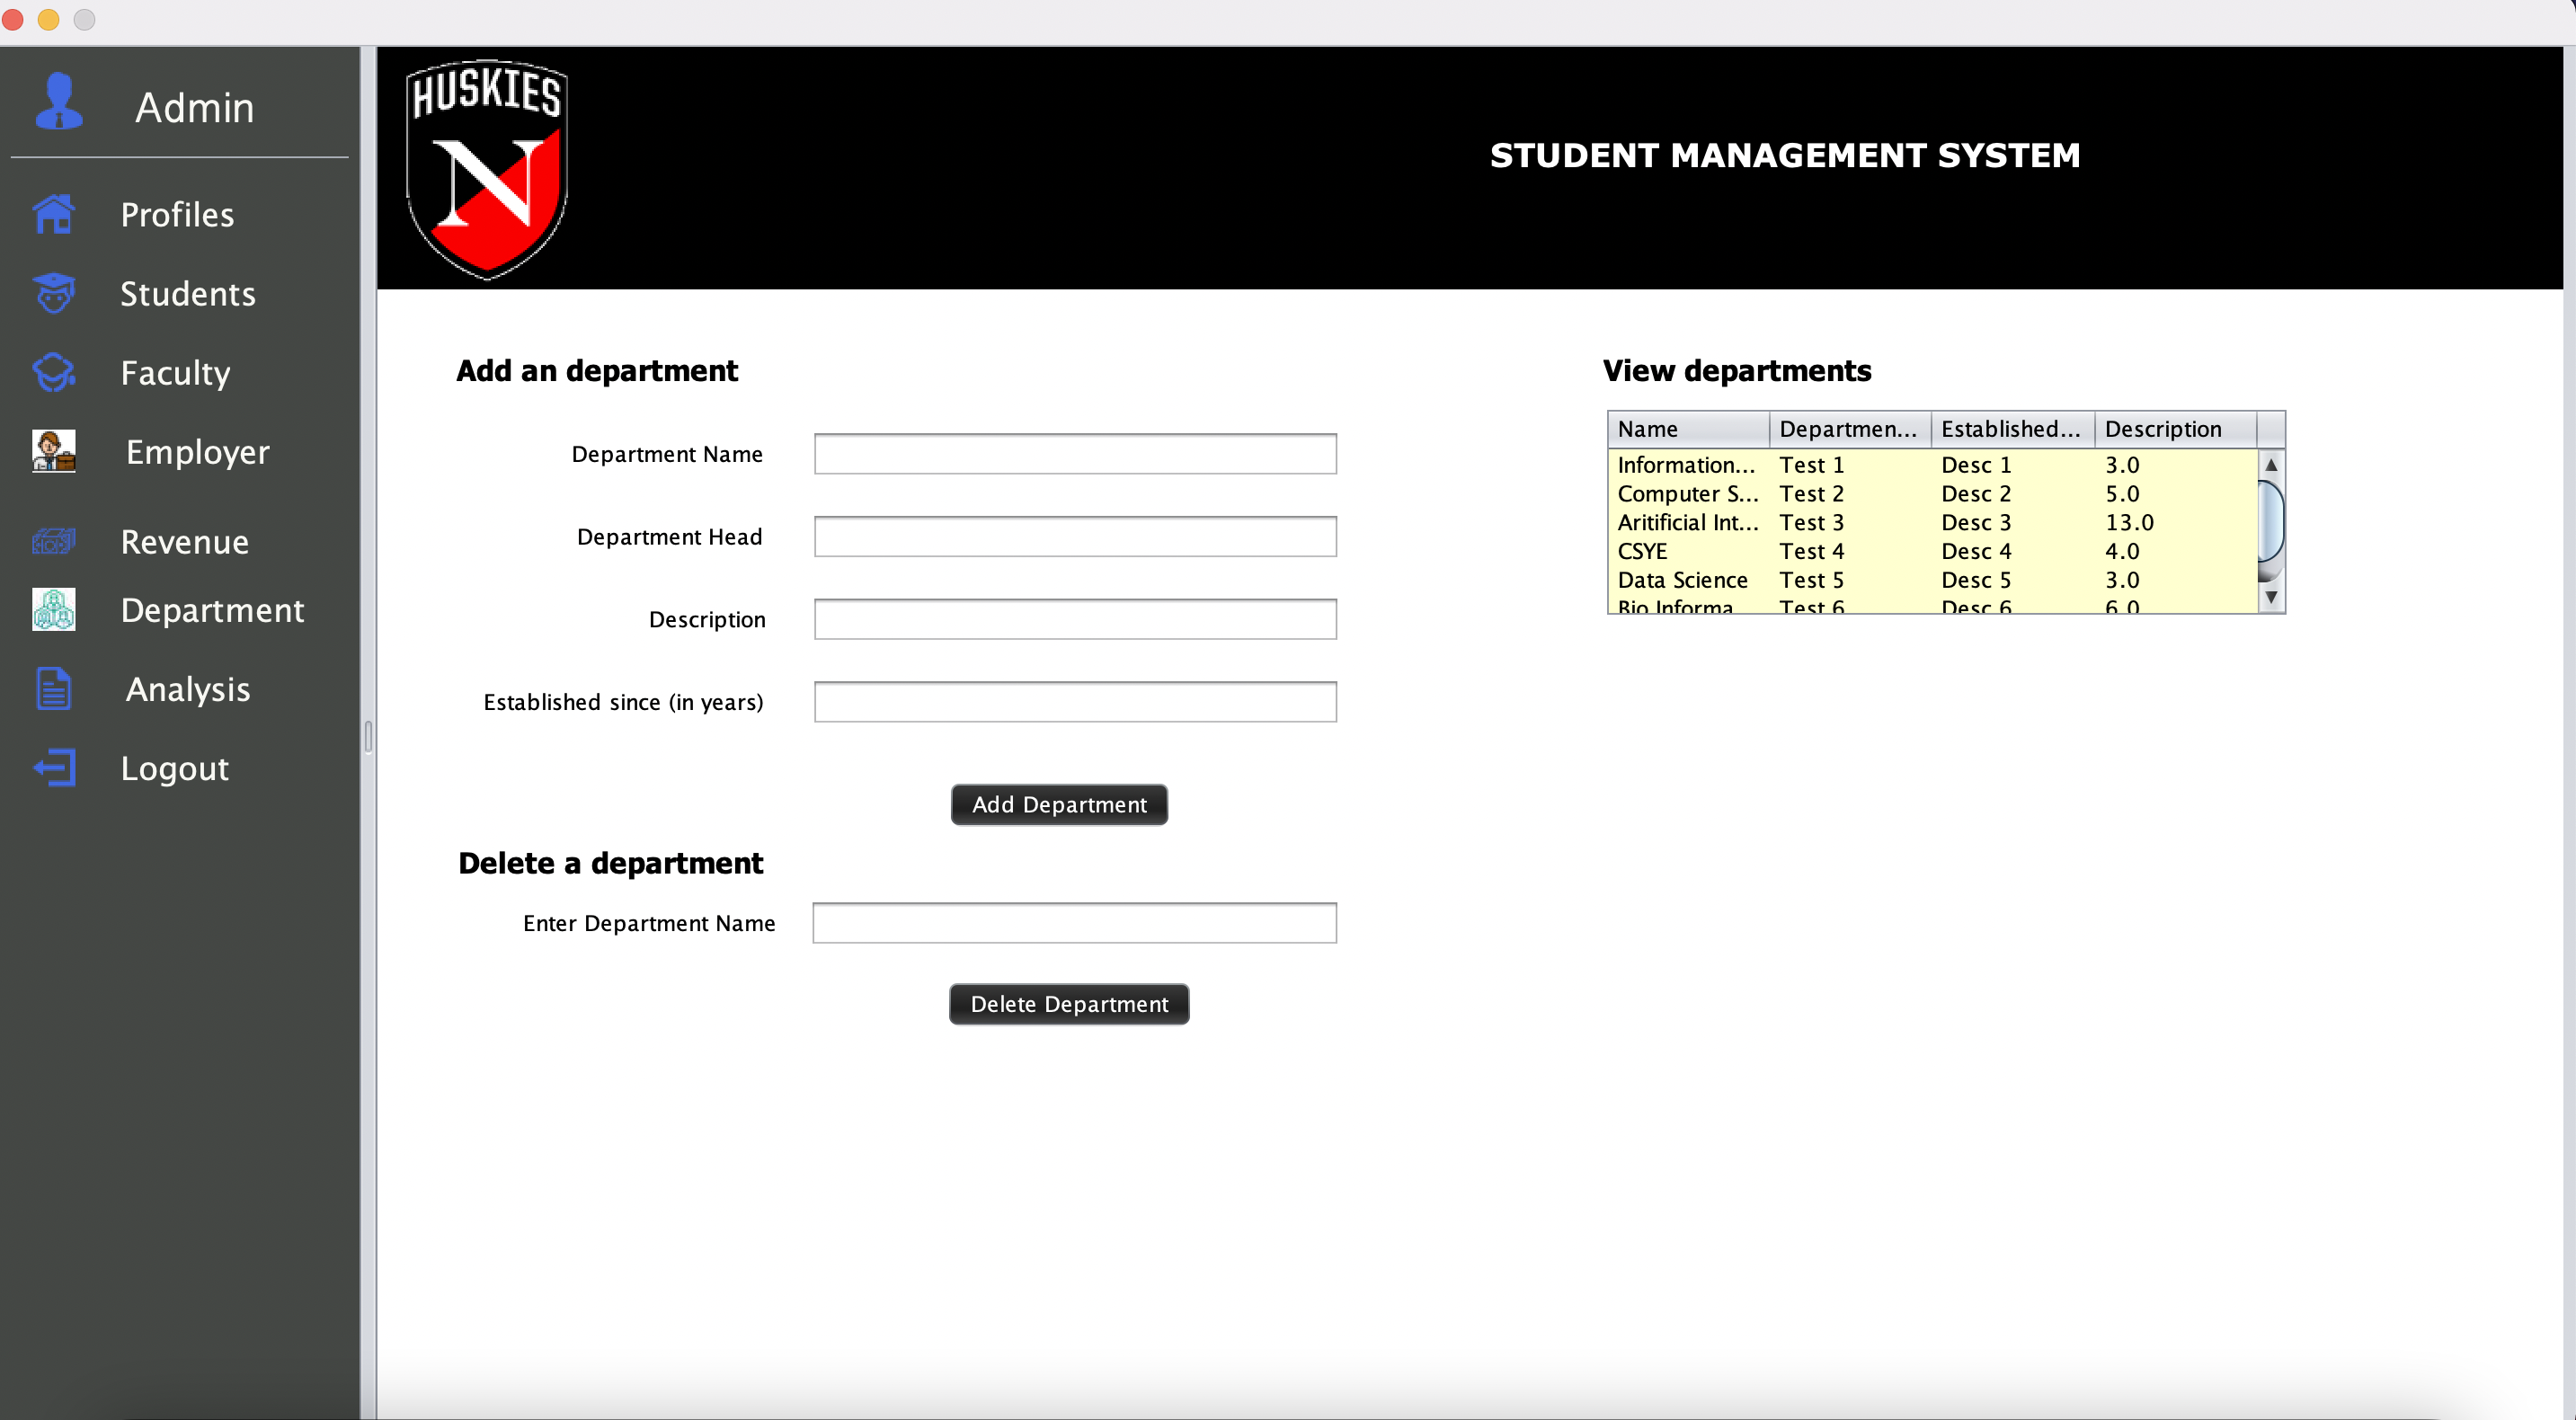 Admin
Profiles
Students
Faculty
Employer
Revenue
Department
Analysis
Logout
HUSKIES
N
STUDENT MANAGEMENT SYSTEM
Add an department
Department Name
Department Head
Description
Established since (in years)
Add Department
Delete a department
Enter Department Name
Delete Department
View departments
Name Departmen... Established... Description
Information... Test 1 Desc 1 3.0
Computer S... Test 2 Desc 2 5.0
Aritificial Int... Test 3 Desc 3 13.0
CSYE Test 4 Desc 4 4.0
Data Science Test 5 Desc 5 3.0
Bio Informa Test 6 Desc 6 6.0